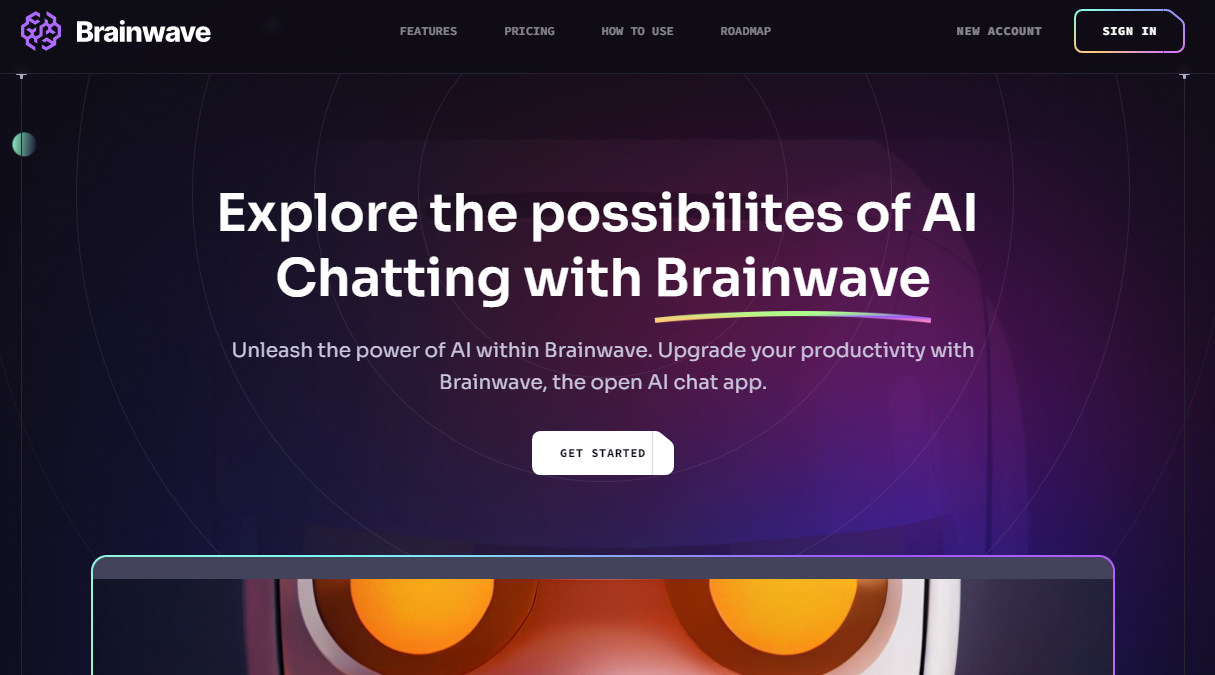 Brainwave
FEATURES
PRICING
HOW TO USE
ROADMAP
NEW ACCOUNT
SIGN IN
Explore the possibilites of AI
Chatting with Brainwave
Unleash the power of AI within Brainwave. Upgrade your productivity with
Brainwave, the open AI chat app.
GET STARTED